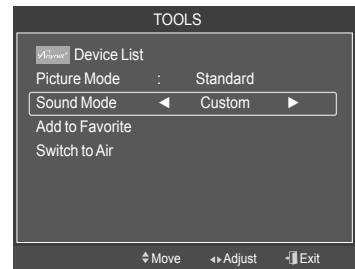 TOOLS
Anynet+ Device List
Picture Mode : Standard
Sound Mode ◄ Custom ►
Add to Favorite
Switch to Air
Move Adjust Exit